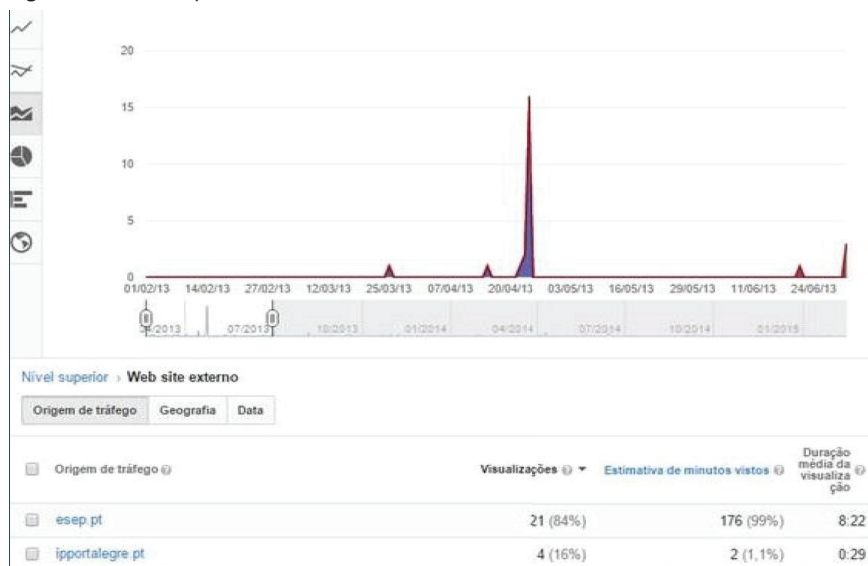 20
15
10
5
0
01/02/13 14/02/13 27/02/13 12/03/13 25/03/13 07/04/13 20/04/13 03/05/13 16/05/13 29/05/13 11/06/13 24/06/13
07/2013 10/2013 01/2014 04/2014 07/2014 10/2014 01/2015
Nível superior › Web site externo
Origem de tráfego Geografia Data
Origem de tráfego Visualizações Estimativa de minutos vistos Duração média da visualiza ção
esep.pt 21 (84%) 176 (99%) 8:22
ipportalegre.pt 4 (16%) 2 (1,1%) 0:29